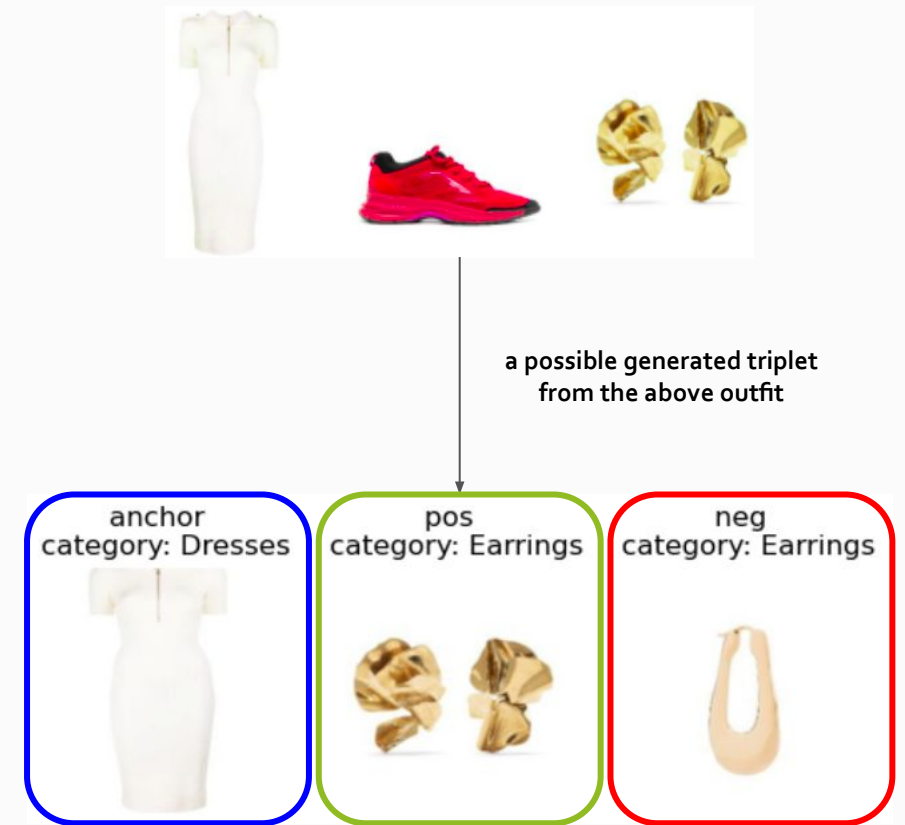 a possible generated triplet
from the above outfit
anchor
category: Dresses
pos
category: Earrings
neg
category: Earrings